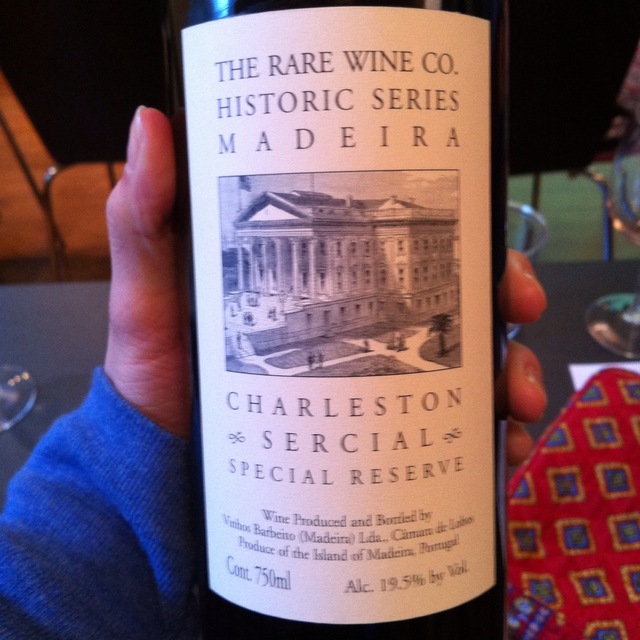 THE RARE WINE CO.
HISTORIC SERIES
MADEIRA
CHARLESTON
SERCIAL
SPECIAL RESERVE
Wine Produced and Bottled by
Vinhos Barbeito (Madeira) Lda., Câmara de Lobos
Produce of the Island of Madeira, Portugal
Cont. 750ml Alc. 19.5% by Vol.